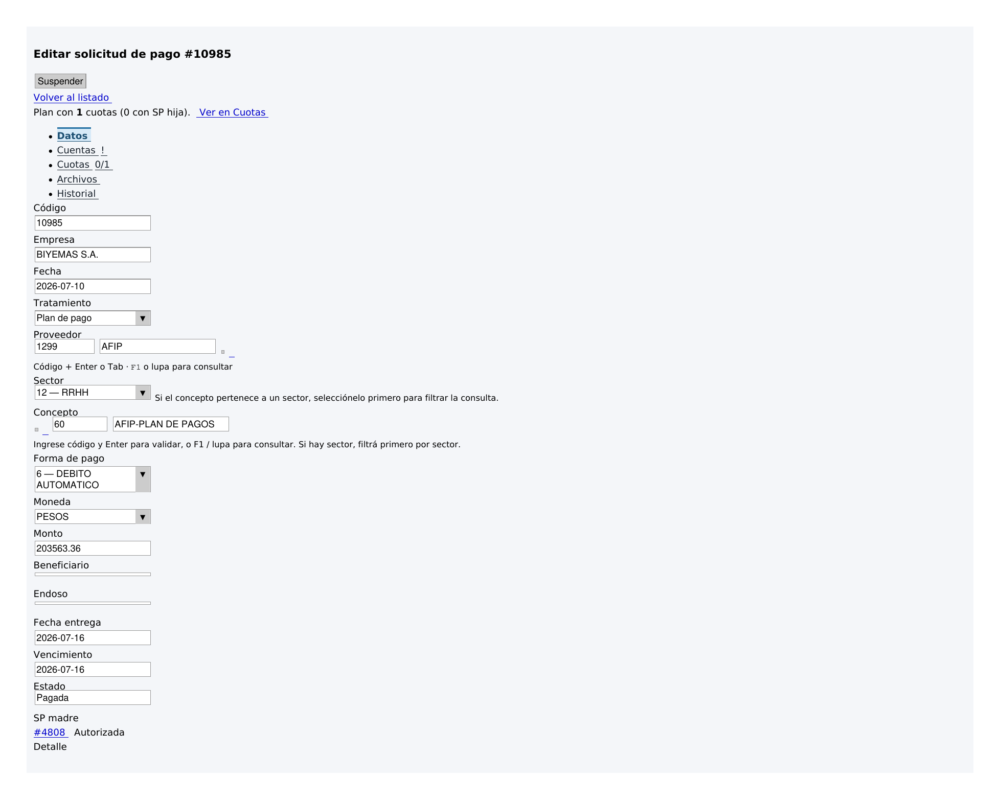 Editar solicitud de pago #10985
Suspender
Volver al listado
Plan con 1 cuotas (0 con SP hija). Ver en Cuotas
• Datos
• Cuentas !
• Cuotas 0/1
• Archivos
• Historial
Código
10985
Empresa
BIYEMAS S.A.
Fecha
2026-07-10
Tratamiento
Plan de pago ▼
Proveedor
1299 AFIP
Código + Enter o Tab · F1 o lupa para consultar
Sector
12 — RRHH ▼ Si el concepto pertenece a un sector, selecciónelo primero para filtrar la consulta.
Concepto
60 AFIP-PLAN DE PAGOS
Ingrese código y Enter para validar, o F1 / lupa para consultar. Si hay sector, filtrá primero por sector.
Forma de pago
6 — DEBITO ▼
AUTOMATICO
Moneda
PESOS ▼
Monto
203563.36
Beneficiario
Endoso
Fecha entrega
2026-07-16
Vencimiento
2026-07-16
Estado
Pagada
SP madre
#4808 Autorizada
Detalle